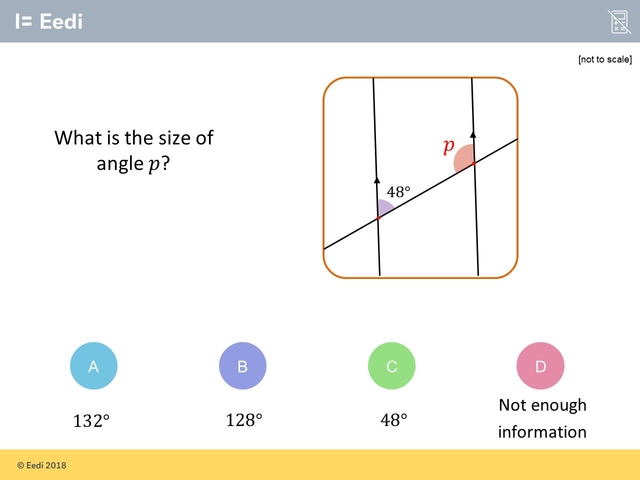 Eedi
[not to scale]
What is the size of
angle p?
p
48°
A
B
C
D
132°
128°
48°
Not enough
information
© Eedi 2018